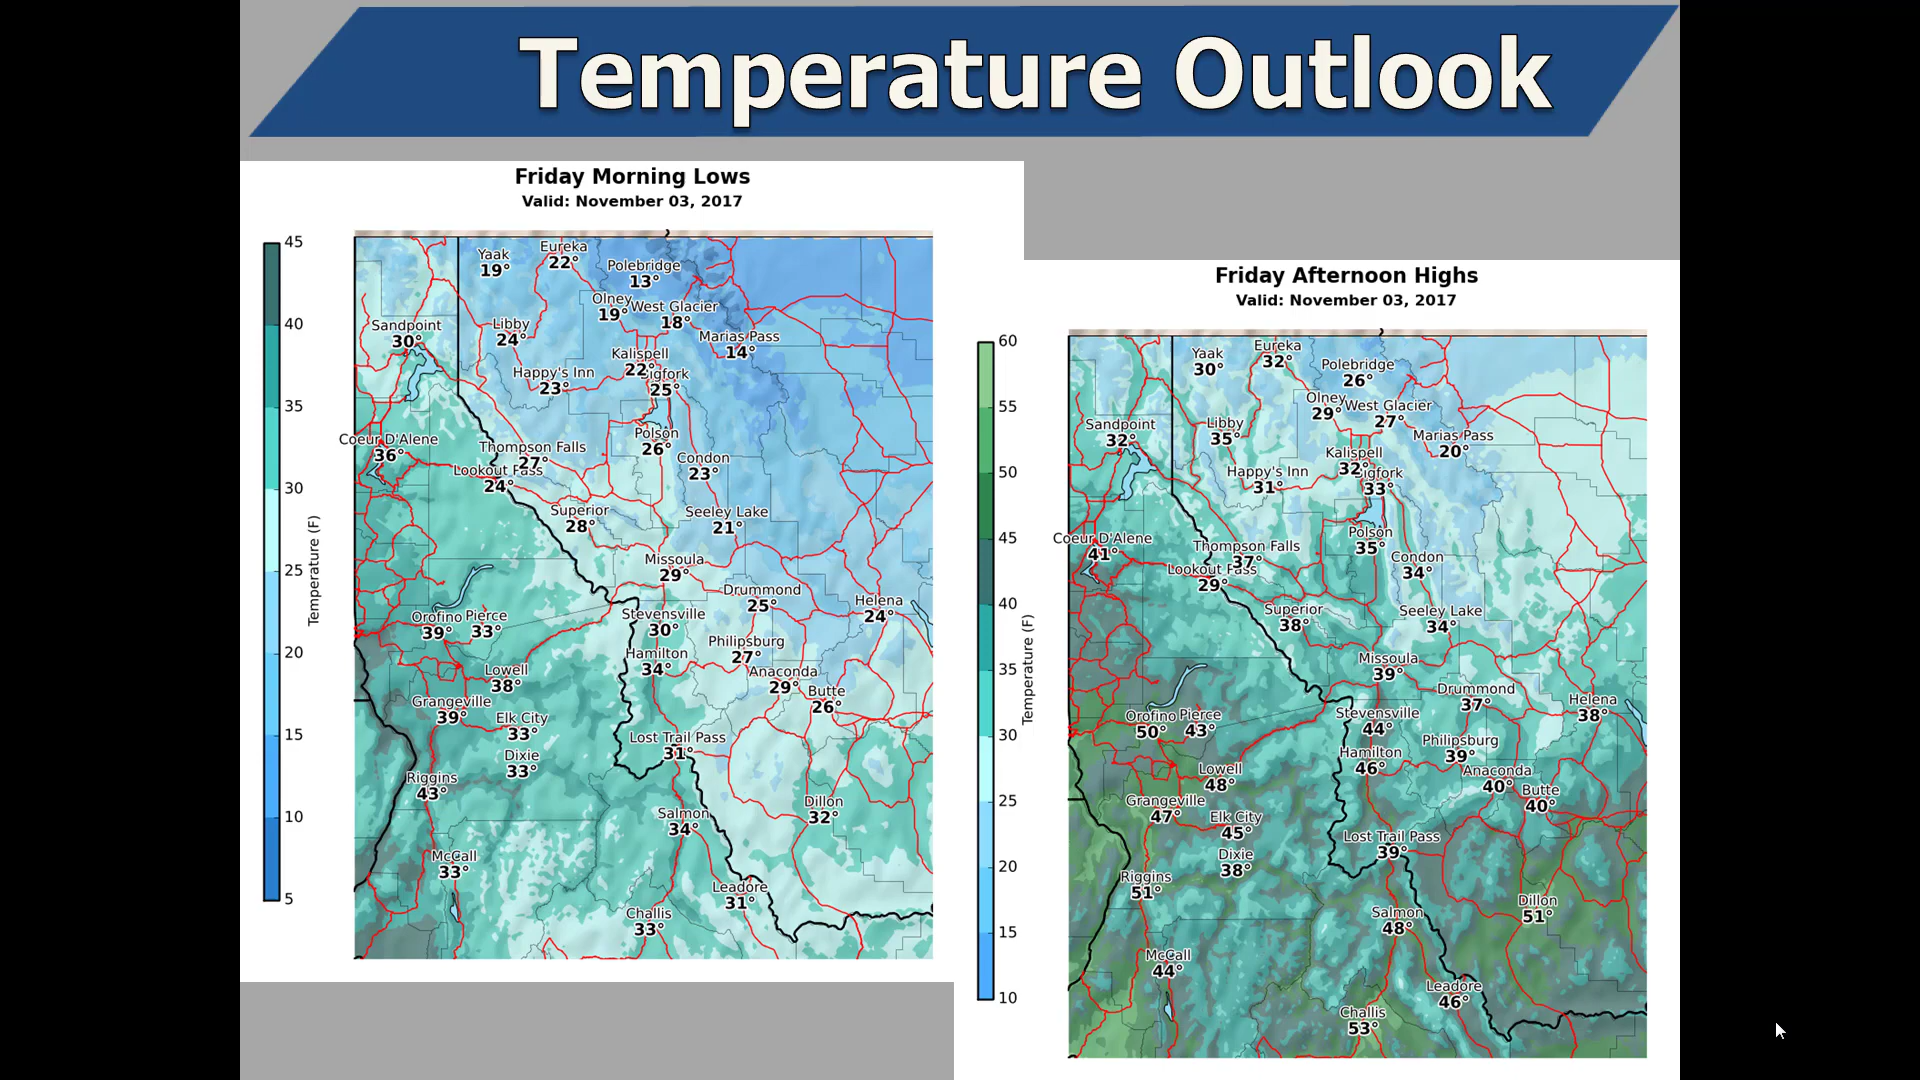 Temperature Outlook
Friday Morning Lows
Valid: November 03, 2017
45
40
35
30
25
20
15
10
5
Temperature (F)
Yaak
19°
Eureka
22°
Polebridge
13°
Olney
19°
West Glacier
18°
Sandpoint
30°
Libby
24°
Marias Pass
14°
Kalispell
22°
Happy's Inn
23°
Bigfork
25°
Coeur D'Alene
36°
Thompson Falls
27°
Polson
26°
Lookout Pass
24°
Condon
23°
Superior
28°
Seeley Lake
21°
Missoula
29°
Drummond
25°
Helena
24°
Orofino
39°
Pierce
33°
Stevensville
30°
Philipsburg
27°
Hamilton
34°
Lowell
38°
Anaconda
29°
Butte
26°
Grangeville
39°
Elk City
33°
Lost Trail Pass
31°
Dixie
33°
Riggins
43°
Salmon
34°
Dillon
32°
McCall
33°
Leadore
31°
Challis
33°
Friday Afternoon Highs
Valid: November 03, 2017
60
55
50
45
40
35
30
25
20
15
10
Temperature (F)
Yaak
30°
Eureka
32°
Polebridge
26°
Olney
29°
West Glacier
27°
Sandpoint
32°
Libby
35°
Marias Pass
20°
Kalispell
32°
Happy's Inn
31°
Bigfork
33°
Coeur D'Alene
41°
Thompson Falls
37°
Polson
35°
Lookout Pass
29°
Condon
34°
Superior
38°
Seeley Lake
34°
Missoula
39°
Drummond
37°
Helena
38°
Orofino
50°
Pierce
43°
Stevensville
44°
Philipsburg
39°
Hamilton
46°
Lowell
48°
Anaconda
40°
Butte
40°
Grangeville
47°
Elk City
45°
Lost Trail Pass
39°
Dixie
38°
Riggins
51°
Salmon
48°
Dillon
51°
McCall
44°
Leadore
46°
Challis
53°